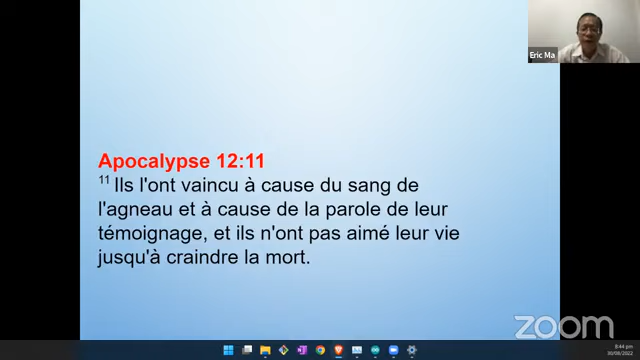 Eric Ma
Apocalypse 12:11
11 Ils l'ont vaincu à cause du sang de
l'agneau et à cause de la parole de leur
témoignage, et ils n'ont pas aimé leur vie
jusqu'à craindre la mort.
zoom
8:44 pm
30/08/2022